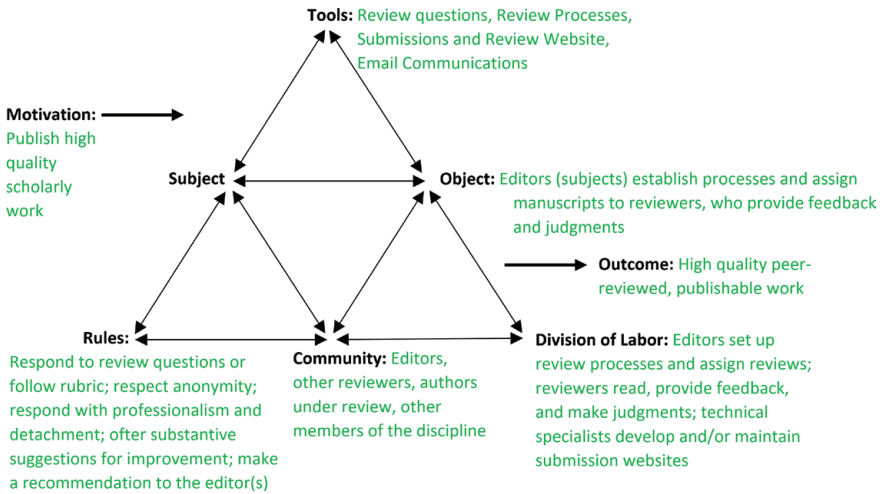 Tools: Review questions, Review Processes,
Submissions and Review Website,
Email Communications
Motivation:
Publish high
quality
scholarly
work
Subject
Object: Editors (subjects) establish processes and assign
manuscripts to reviewers, who provide feedback
and judgments
Outcome: High quality peer-
reviewed, publishable work
Rules:
Respond to review questions or
follow rubric; respect anonymity;
respond with professionalism and
detachment; ofter substantive
suggestions for improvement; make
a recommendation to the editor(s)
Community: Editors,
other reviewers, authors
under review, other
members of the discipline
Division of Labor: Editors set up
review processes and assign reviews;
reviewers read, provide feedback,
and make judgments; technical
specialists develop and/or maintain
submission websites